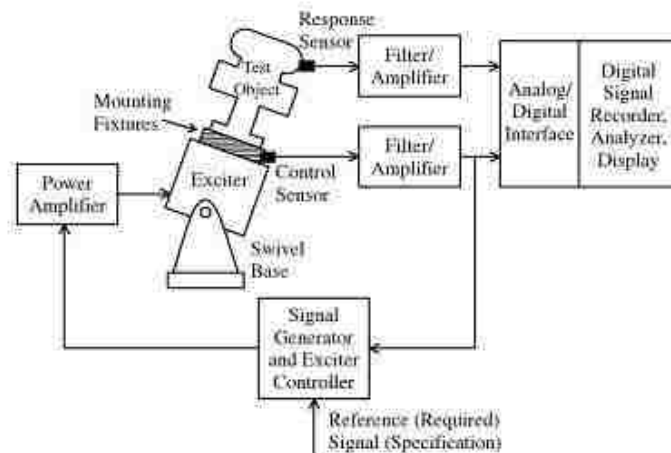 Response
Sensor
Test
Object
Mounting
Fixtures
Filter/
Amplifier
Analog/
Digital
Interface
Digital
Signal
Recorder,
Analyzer,
Display
Filter/
Amplifier
Control
Sensor
Exciter
Power
Amplifier
Swivel
Base
Signal
Generator
and Exciter
Controller
Reference (Required)
Signal (Specification)